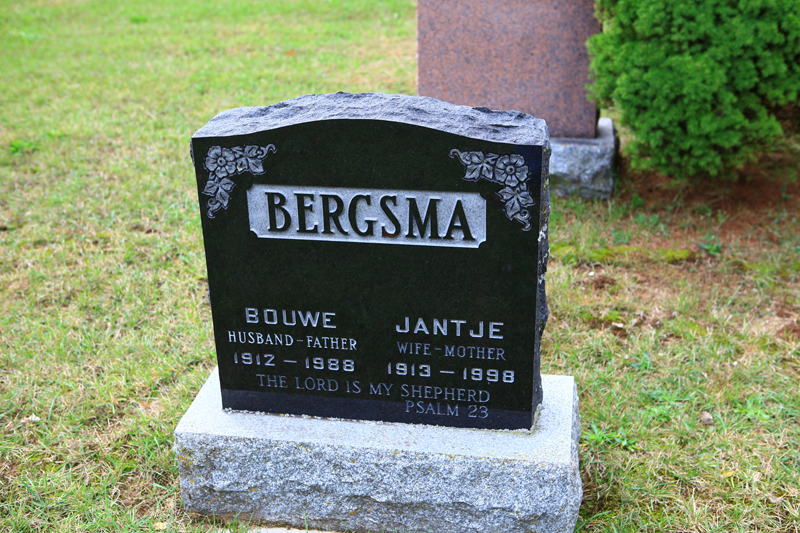 BERGSMA
BOUWE
HUSBAND - FATHER
1912 - 1988
JANTJE
WIFE - MOTHER
1913 - 1998
THE LORD IS MY SHEPHERD
PSALM 23